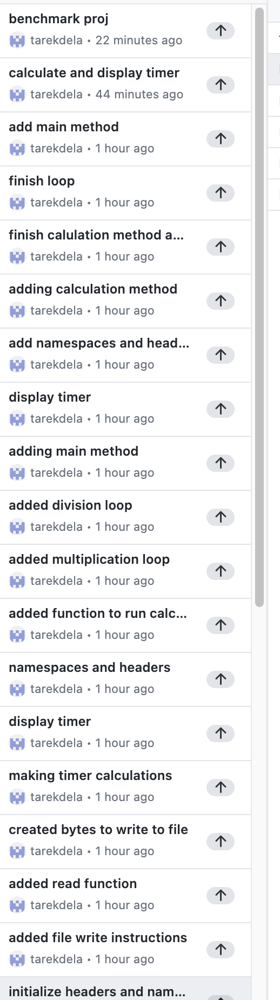 benchmark proj
tarekdela • 22 minutes ago
calculate and display timer
tarekdela • 44 minutes ago
add main method
tarekdela • 1 hour ago
finish loop
tarekdela • 1 hour ago
finish calulation method a...
tarekdela • 1 hour ago
adding calculation method
tarekdela • 1 hour ago
add namespaces and head...
tarekdela • 1 hour ago
display timer
tarekdela • 1 hour ago
adding main method
tarekdela • 1 hour ago
added division loop
tarekdela • 1 hour ago
added multiplication loop
tarekdela • 1 hour ago
added function to run calc...
tarekdela • 1 hour ago
namespaces and headers
tarekdela • 1 hour ago
display timer
tarekdela • 1 hour ago
making timer calculations
tarekdela • 1 hour ago
created bytes to write to file
tarekdela • 1 hour ago
added read function
tarekdela • 1 hour ago
added file write instructions
tarekdela • 1 hour ago
initialize headers and nam...